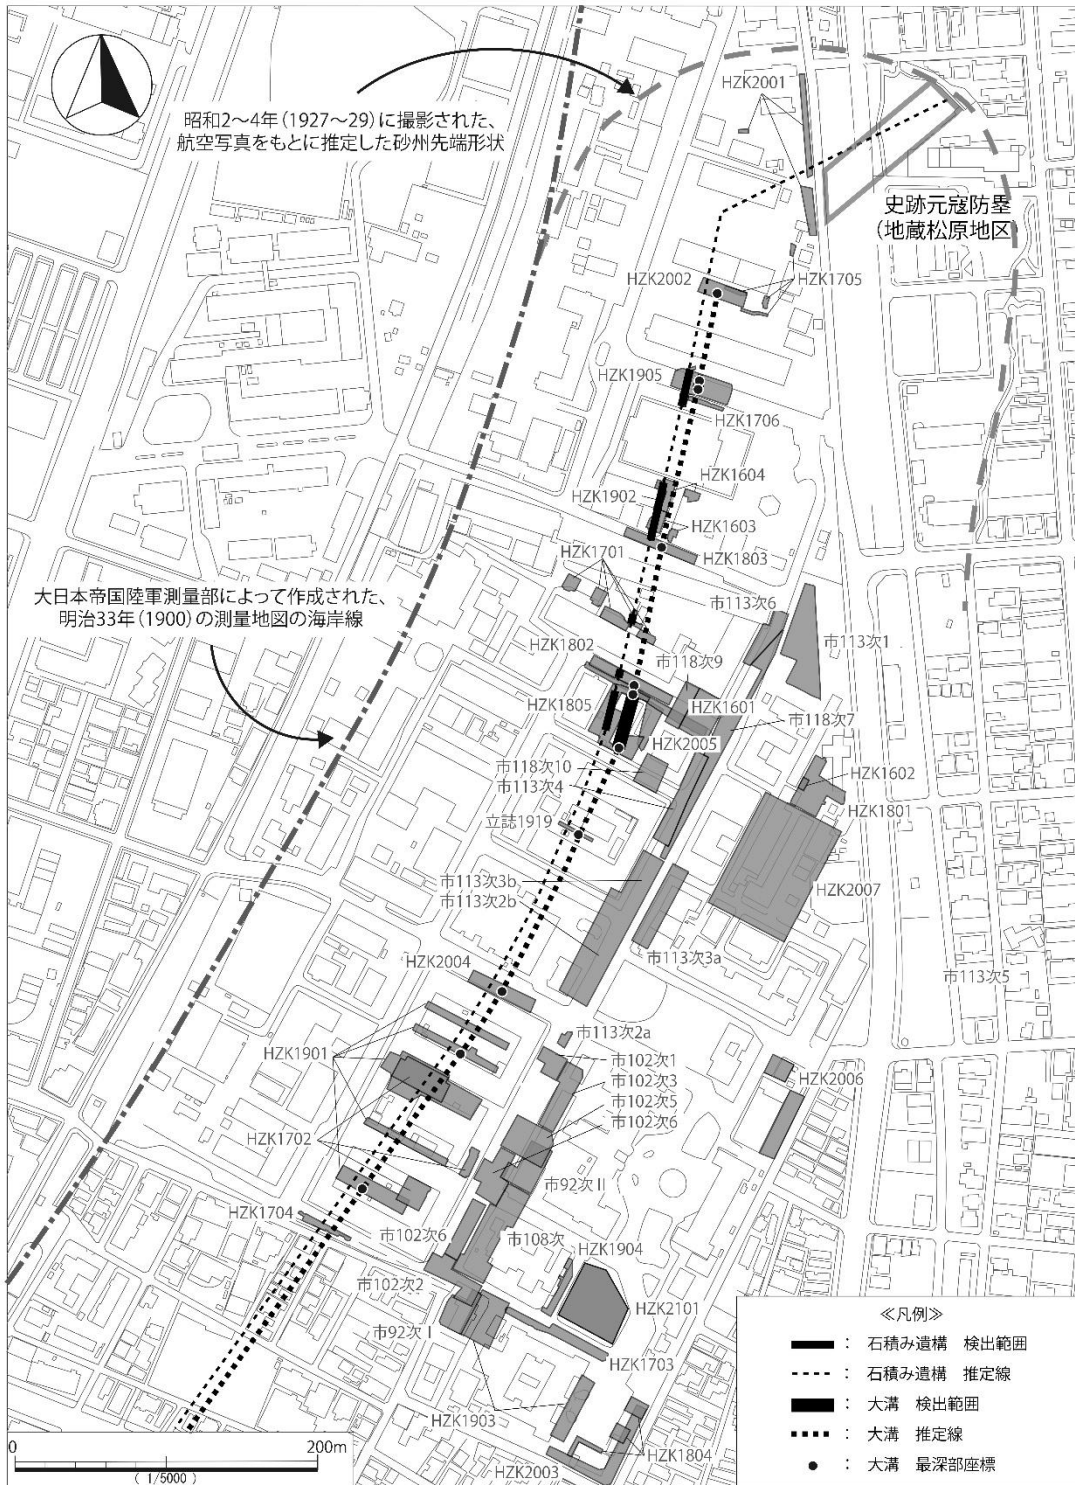 HZK2001
昭和2～4年(1927～29)に撮影された、
航空写真をもとに推定した砂州先端形状
史跡元寇防塁
(地蔵松原地区)
HZK2002
HZK1705
HZK1905
HZK1706
HZK1604
HZK1902
HZK1603
HZK1803
HZK1701
大日本帝国陸軍測量部によって作成された、
明治33年(1900)の測量地図の海岸線
市113次6
市113次1
HZK1802
市118次9
HZK1805
HZK1601
市118次7
HZK2005
市118次10
市113次4
HZK1602
HZK1801
立誌1919
HZK2007
市113次3b
市113次2b
市113次3a
市113次5
HZK2004
市113次2a
HZK1901
市102次1
市102次3
HZK2006
市102次5
市102次6
HZK1702
市92次Ⅱ
HZK1704
市102次6
市108次
HZK1904
市102次2
HZK2101
市92次Ⅰ
HZK1703
HZK1903
HZK1804
HZK2003
0 200m
(1/5000)
≪凡例≫
： 石積み遺構 検出範囲
： 石積み遺構 推定線
： 大溝 検出範囲
： 大溝 推定線
： 大溝 最深部座標